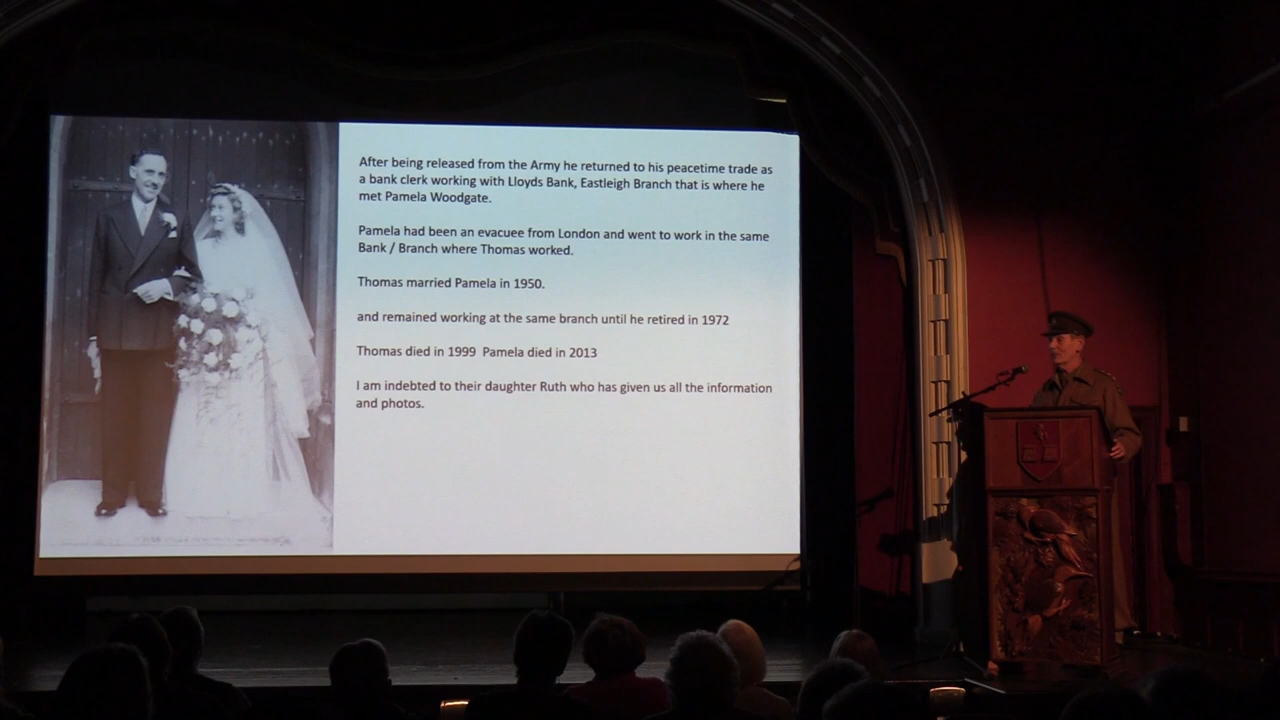 After being released from the Army he returned to his peacetime trade as
a bank clerk working with Lloyds Bank, Eastleigh Branch that is where he
met Pamela Woodgate.
Pamela had been an evacuee from London and went to work in the same
Bank / Branch where Thomas worked.
Thomas married Pamela in 1950.
and remained working at the same branch until he retired in 1972
Thomas died in 1999  Pamela died in 2013
I am indebted to their daughter Ruth who has given us all the information
and photos.